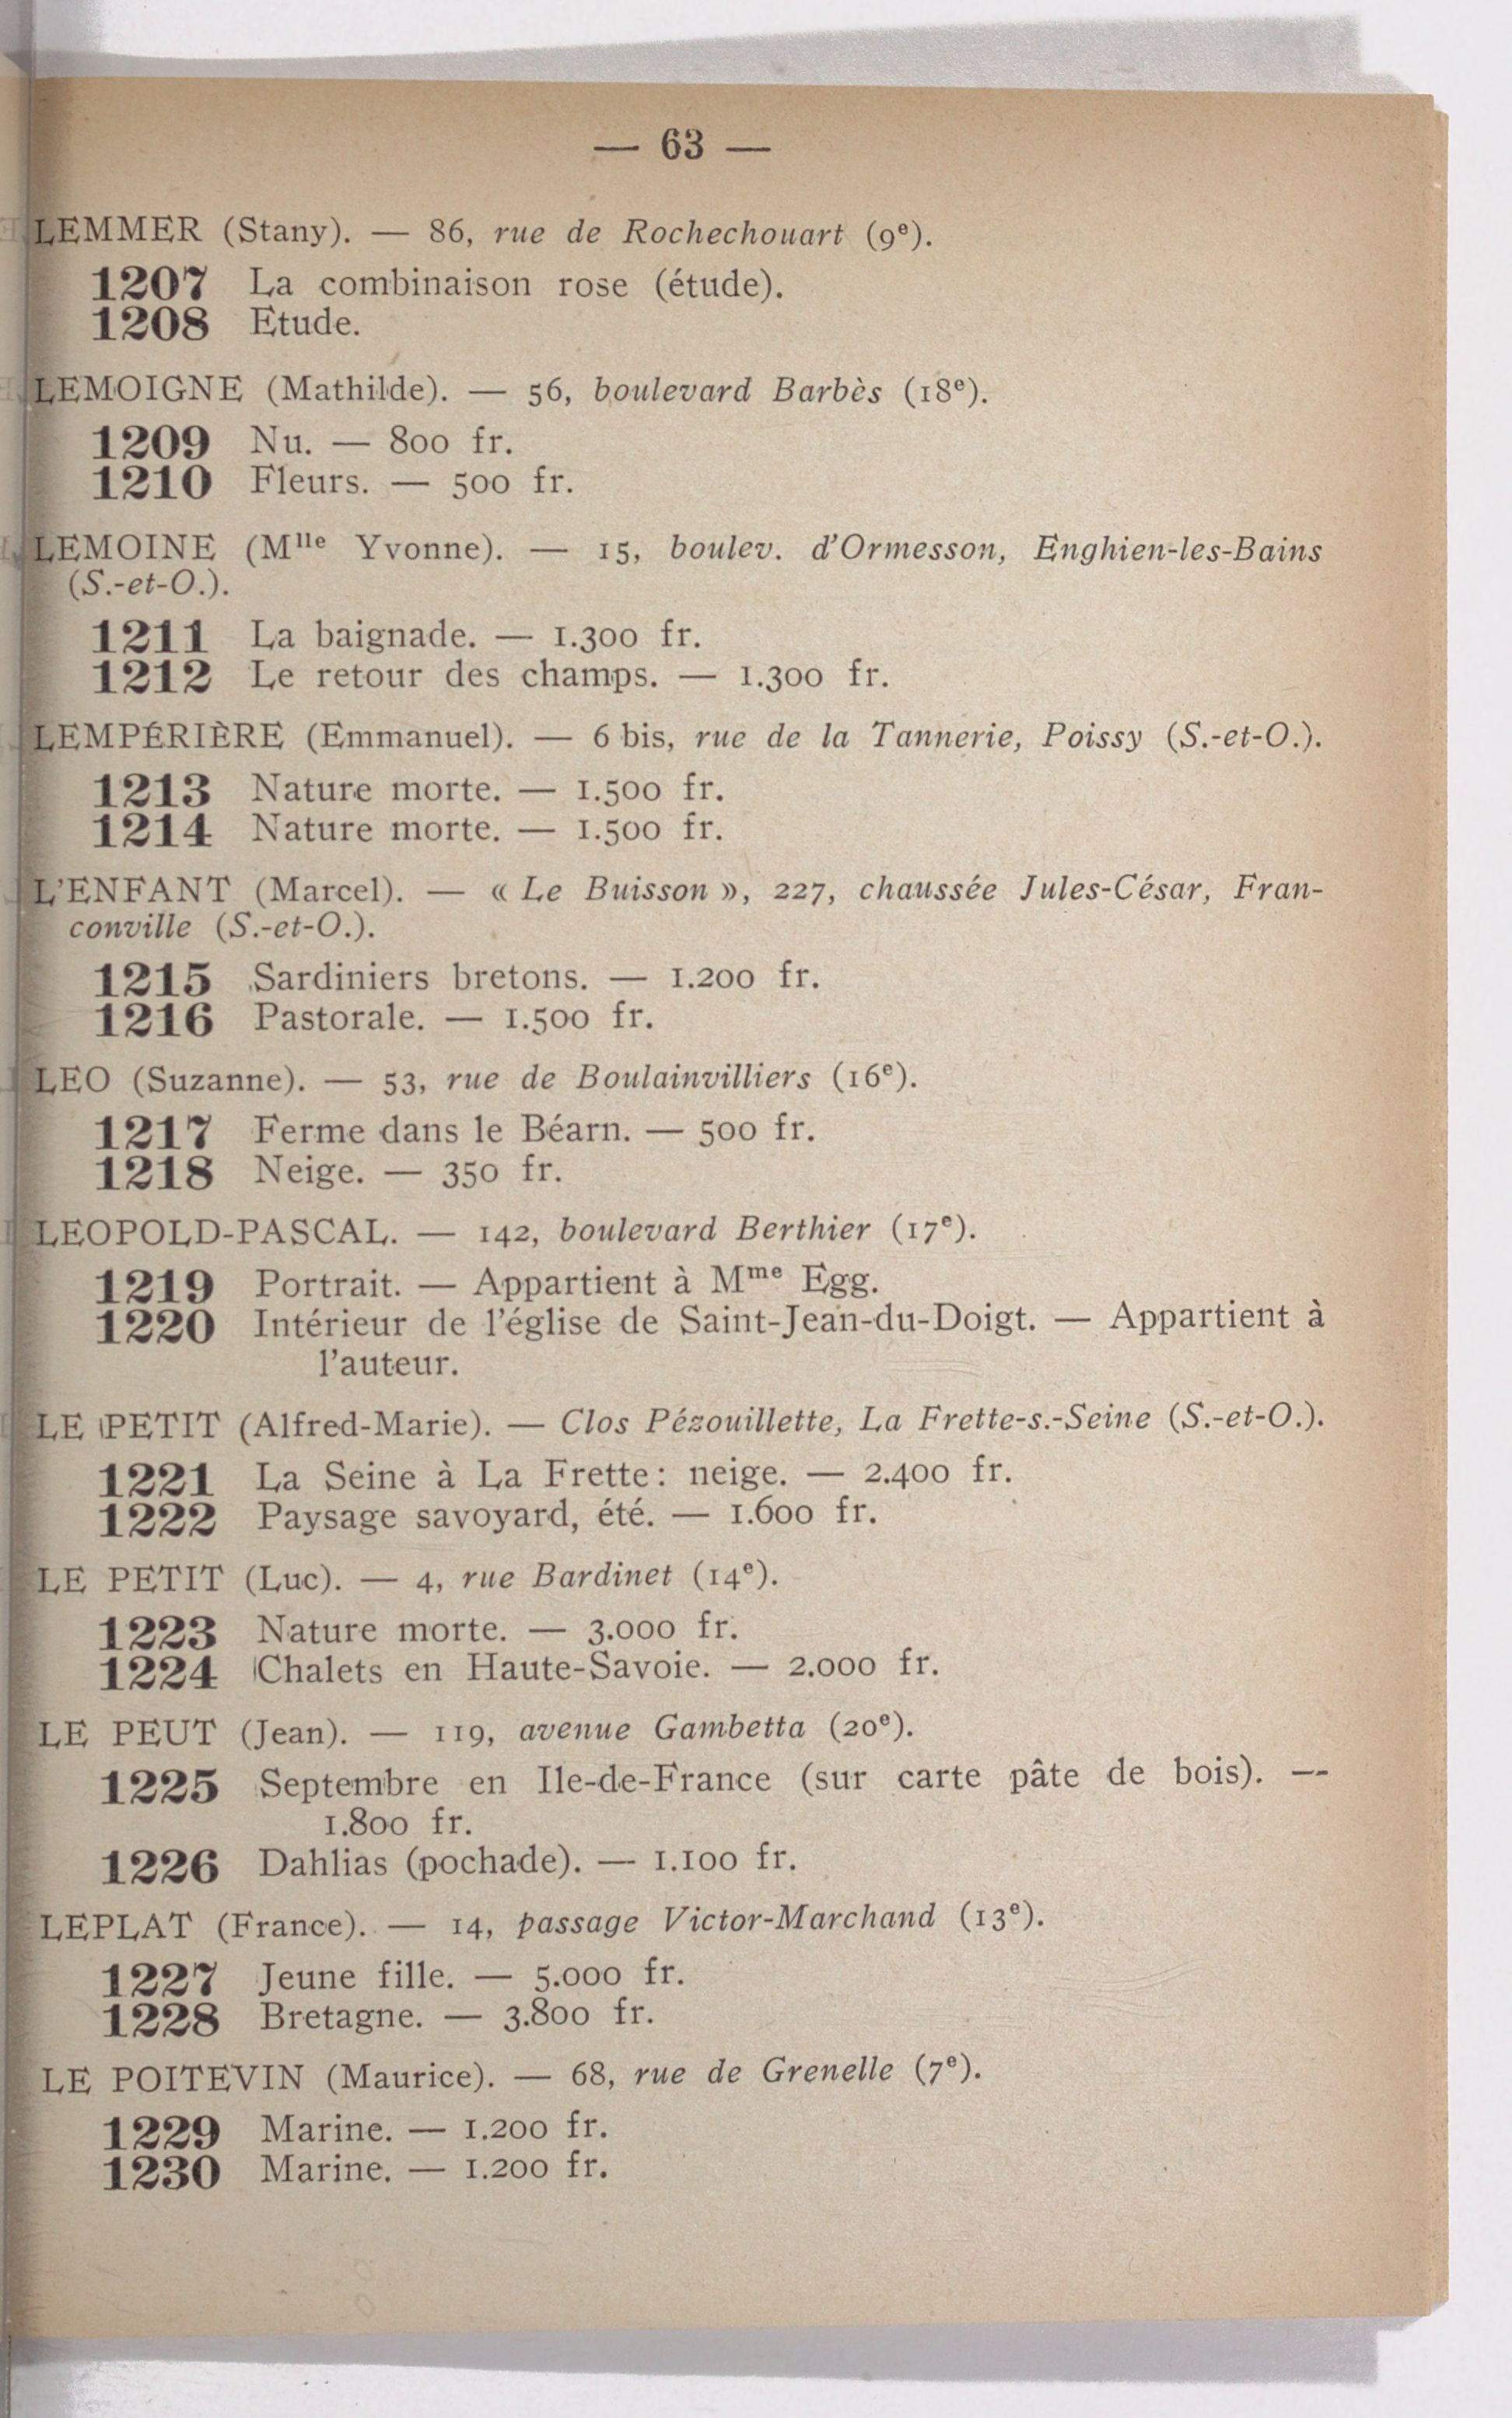 — 63 —
LEMMER (Stany). — 86, rue de Rochechouart (9e).
1207 La combinaison rose (étude).
1208 Etude.
LEMOIGNE (Mathilde). — 56, boulevard Barbès (18e).
1209 Nu. — 800 fr.
1210 Fleurs. — 500 fr.
LEMOINE (Mlle Yvonne). — 15, boulev. d'Ormesson, Enghien-les-Bains
(S.-et-O.).
1211 La baignade. — 1.300 fr.
1212 Le retour des champs. — 1.300 fr.
LEMPÉRIÈRE (Emmanuel). — 6 bis, rue de la Tannerie, Poissy (S.-et-O.).
1213 Nature morte. — 1.500 fr.
1214 Nature morte. — 1.500 fr.
L'ENFANT (Marcel). — « Le Buisson », 227, chaussée Jules-César, Fran-
conville (S.-et-O.).
1215 Sardiniers bretons. — 1.200 fr.
1216 Pastorale. — 1.500 fr.
LEO (Suzanne). — 53, rue de Boulainvilliers (16e).
1217 Ferme dans le Béarn. — 500 fr.
1218 Neige. — 350 fr.
LEOPOLD-PASCAL. — 142, boulevard Berthier (17e).
1219 Portrait. — Appartient à Mme Egg.
1220 Intérieur de l'église de Saint-Jean-du-Doigt. — Appartient à
l'auteur.
LE PETIT (Alfred-Marie). — Clos Pézouillette, La Frette-s.-Seine (S.-et-O.).
1221 La Seine à La Frette : neige. — 2.400 fr.
1222 Paysage savoyard, été. — 1.600 fr.
LE PETIT (Luc). — 4, rue Bardinet (14e).
1223 Nature morte. — 3.000 fr.
1224 Chalets en Haute-Savoie. — 2.000 fr.
LE PEUT (Jean). — 119, avenue Gambetta (20e).
1225 Septembre en Ile-de-France (sur carte pâte de bois). —
1.800 fr.
1226 Dahlias (pochade). — 1.100 fr.
LEPLAT (France). — 14, passage Victor-Marchand (13e).
1227 Jeune fille. — 5.000 fr.
1228 Bretagne. — 3.800 fr.
LE POITEVIN (Maurice). — 68, rue de Grenelle (7e).
1229 Marine. — 1.200 fr.
1230 Marine. — 1.200 fr.